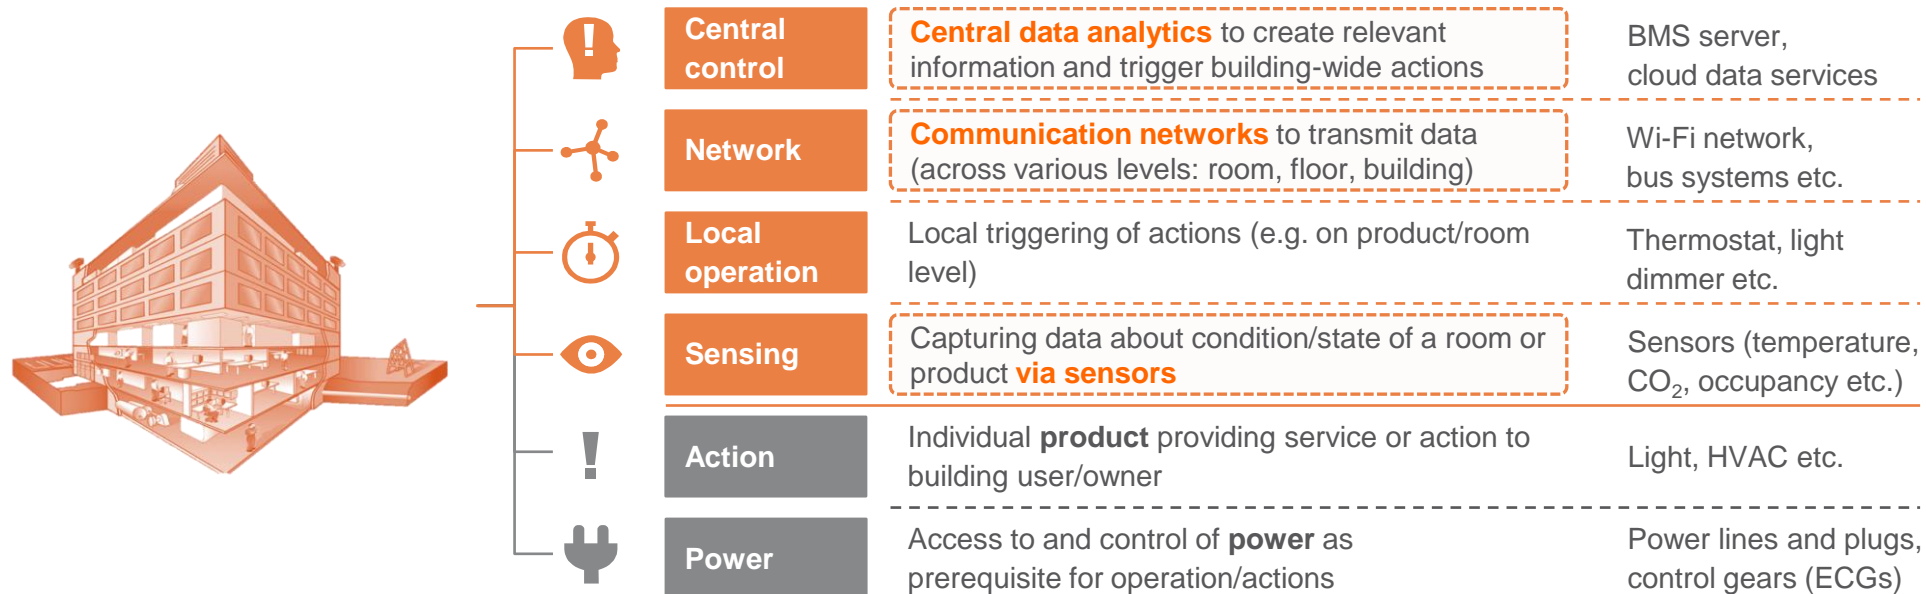 Central
control
Central data analytics to create relevant
information and trigger building-wide actions
BMS server,
cloud data services
Network
Communication networks to transmit data
(across various levels: room, floor, building)
Wi-Fi network,
bus systems etc.
Local
operation
Local triggering of actions (e.g. on product/room
level)
Thermostat, light
dimmer etc.
Sensing
Capturing data about condition/state of a room or
product via sensors
Sensors (temperature,
CO₂, occupancy etc.)
Action
Individual product providing service or action to
building user/owner
Light, HVAC etc.
Power
Access to and control of power as
prerequisite for operation/actions
Power lines and plugs,
control gears (ECGs)